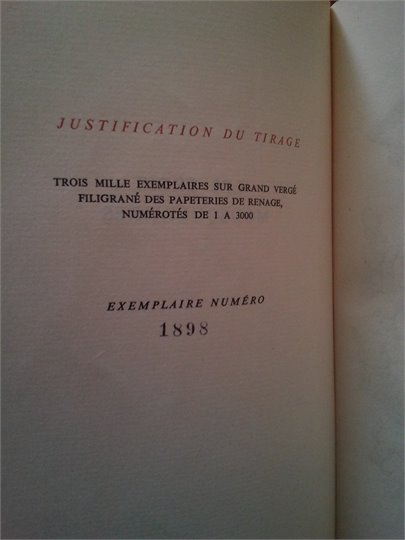 JUSTIFICATION DU TIRAGE
TROIS MILLE EXEMPLAIRES SUR GRAND VERGÉ
FILIGRANÉ DES PAPETERIES DE RENAGE,
NUMÉROTÉS DE 1 A 3000
EXEMPLAIRE NUMÉRO
1898